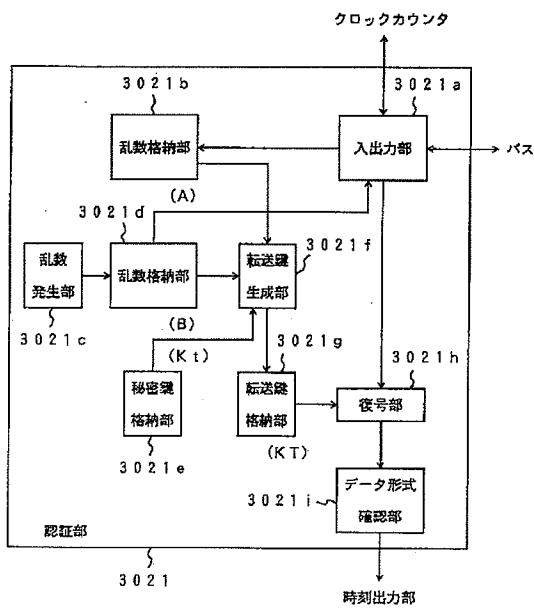 クロックカウンタ
3021b
3021a
乱数格納部
入出力部
バス
(A)
3021d
3021f
乱数
発生部
乱数格納部
転送鍵
生成部
3021c
(B)
(Kt)
3021g
3021h
秘密鍵
格納部
転送鍵
格納部
復号部
3021e
(KT)
3021i
データ形式
確認部
認証部
3021
時刻出力部